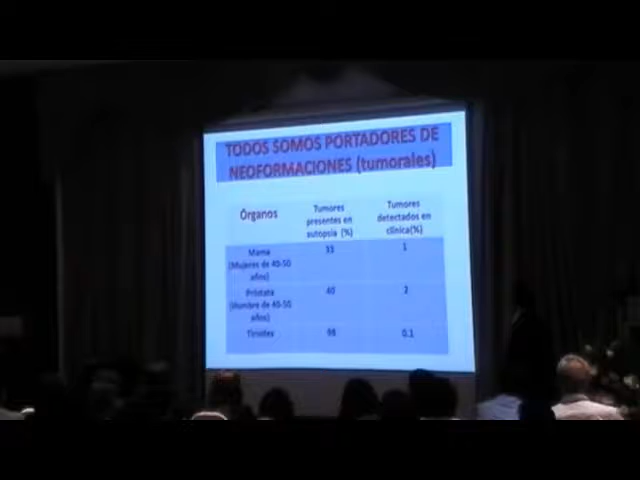 TODOS SOMOS PORTADORES DE
NEOFORMACIONES (tumorales)
Órganos
Tumores
presentes en
autopsia (%)
Tumores
detectados en
clínica(%)
Mama
(Mujeres de 40-50
años)
33
1
Próstata
(Hombre de 40-50
años)
40
2
Tiroides
98
0.1